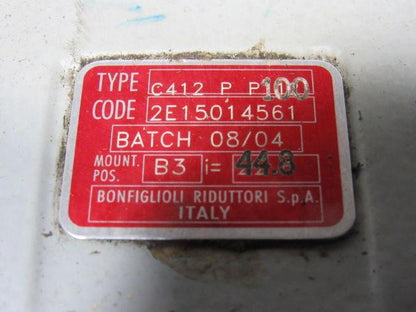 TYPE C412 P P100
CODE 2E15014561
BATCH 08/04
MOUNT. POS. B3 i= 44.8
BONFIGLIOLI RIDUTTORI S.p.A.
ITALY